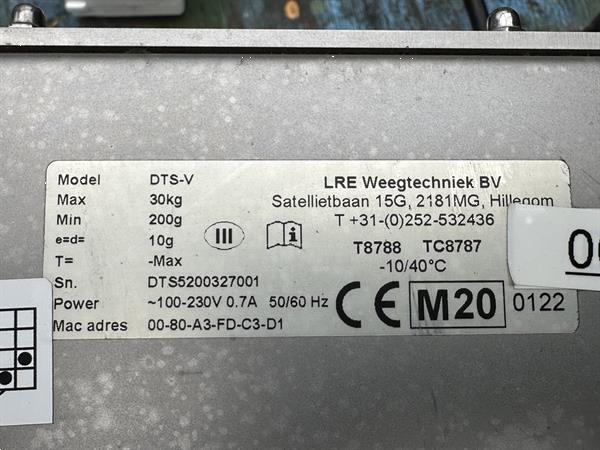 Model DTS-V
Max 30kg
Min 200g
e=d= 10g
T= -Max
Sn. DTS5200327001
Power ~100-230V 0.7A 50/60 Hz
Mac adres 00-80-A3-FD-C3-D1
III
i
LRE Weegtechniek BV
Satellietbaan 15G, 2181MG, Hillegom
T +31-(0)252-532436
T8788 TC8787
-10/40°C
CE M20 0122